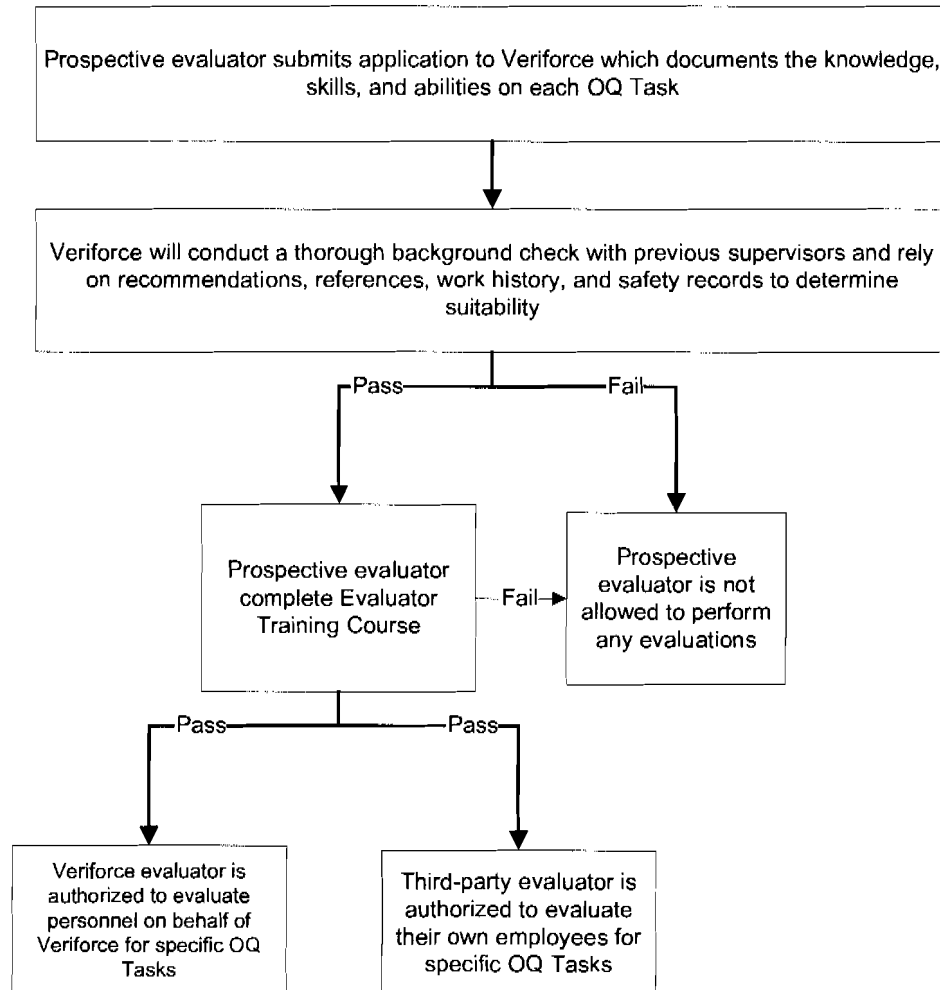 Prospective evaluator submits application to Veriforce which documents the knowledge,
skills, and abilities on each OQ Task
Veriforce will conduct a thorough background check with previous supervisors and rely
on recommendations, references, work history, and safety records to determine
suitability
Pass
Fail
Prospective evaluator
complete Evaluator
Training Course
Fail
Prospective
evaluator is not
allowed to perform
any evaluations
Pass
Pass
Veriforce evaluator is
authorized to evaluate
personnel on behalf of
Veriforce for specific OQ
Tasks
Third-party evaluator is
authorized to evaluate
their own employees for
specific OQ Tasks